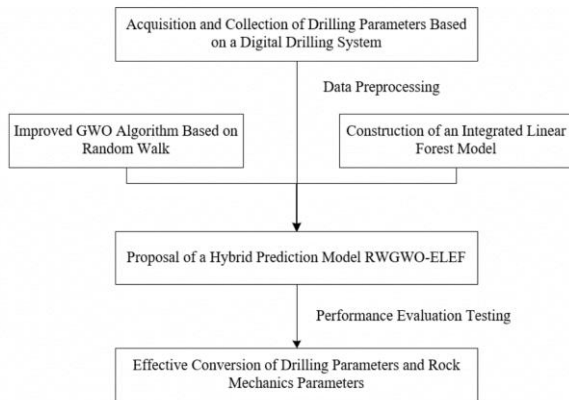 Acquisition and Collection of Drilling Parameters Based
on a Digital Drilling System
Data Preprocessing
Improved GWO Algorithm Based on
Random Walk
Construction of an Integrated Linear
Forest Model
Proposal of a Hybrid Prediction Model RWGWO-ELEF
Performance Evaluation Testing
Effective Conversion of Drilling Parameters and Rock
Mechanics Parameters